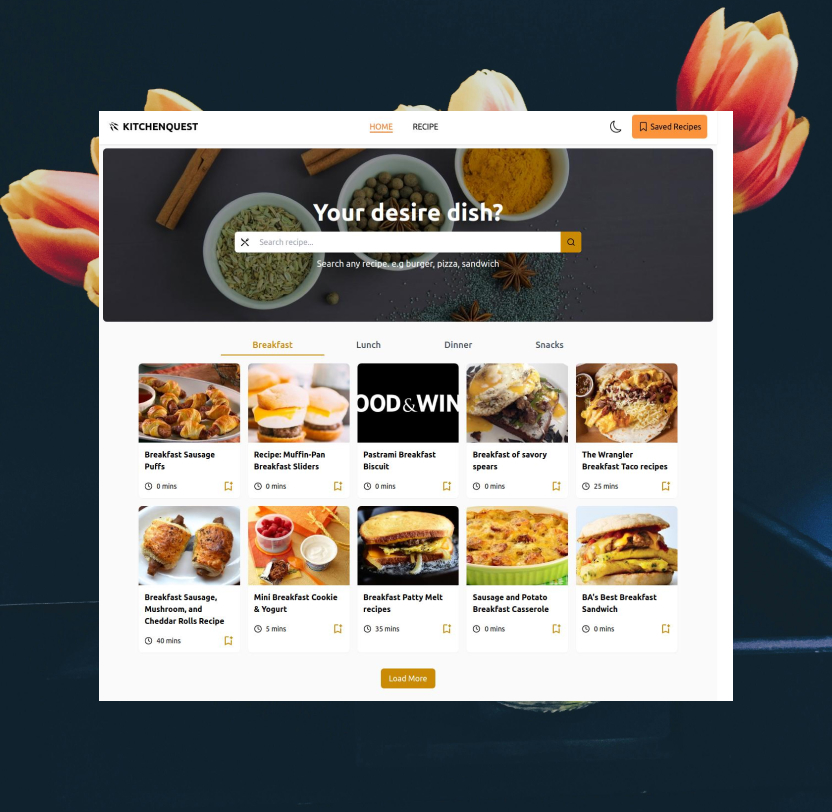 KITCHENQUEST
HOME
RECIPE
Saved Recipes
Your desire dish?
Search recipe...
Search any recipe. e.g burger, pizza, sandwich
Breakfast
Lunch
Dinner
Snacks
OOD&WIN
Breakfast Sausage
Puffs
0 mins
Recipe: Muffin-Pan
Breakfast Sliders
0 mins
Pastrami Breakfast
Biscuit
0 mins
Breakfast of savory
spears
0 mins
The Wrangler
Breakfast Taco recipes
25 mins
Breakfast Sausage,
Mushroom, and
Cheddar Rolls Recipe
40 mins
Mini Breakfast Cookie
& Yogurt
5 mins
Breakfast Patty Melt
recipes
35 mins
Sausage and Potato
Breakfast Casserole
0 mins
BA's Best Breakfast
Sandwich
0 mins
Load More